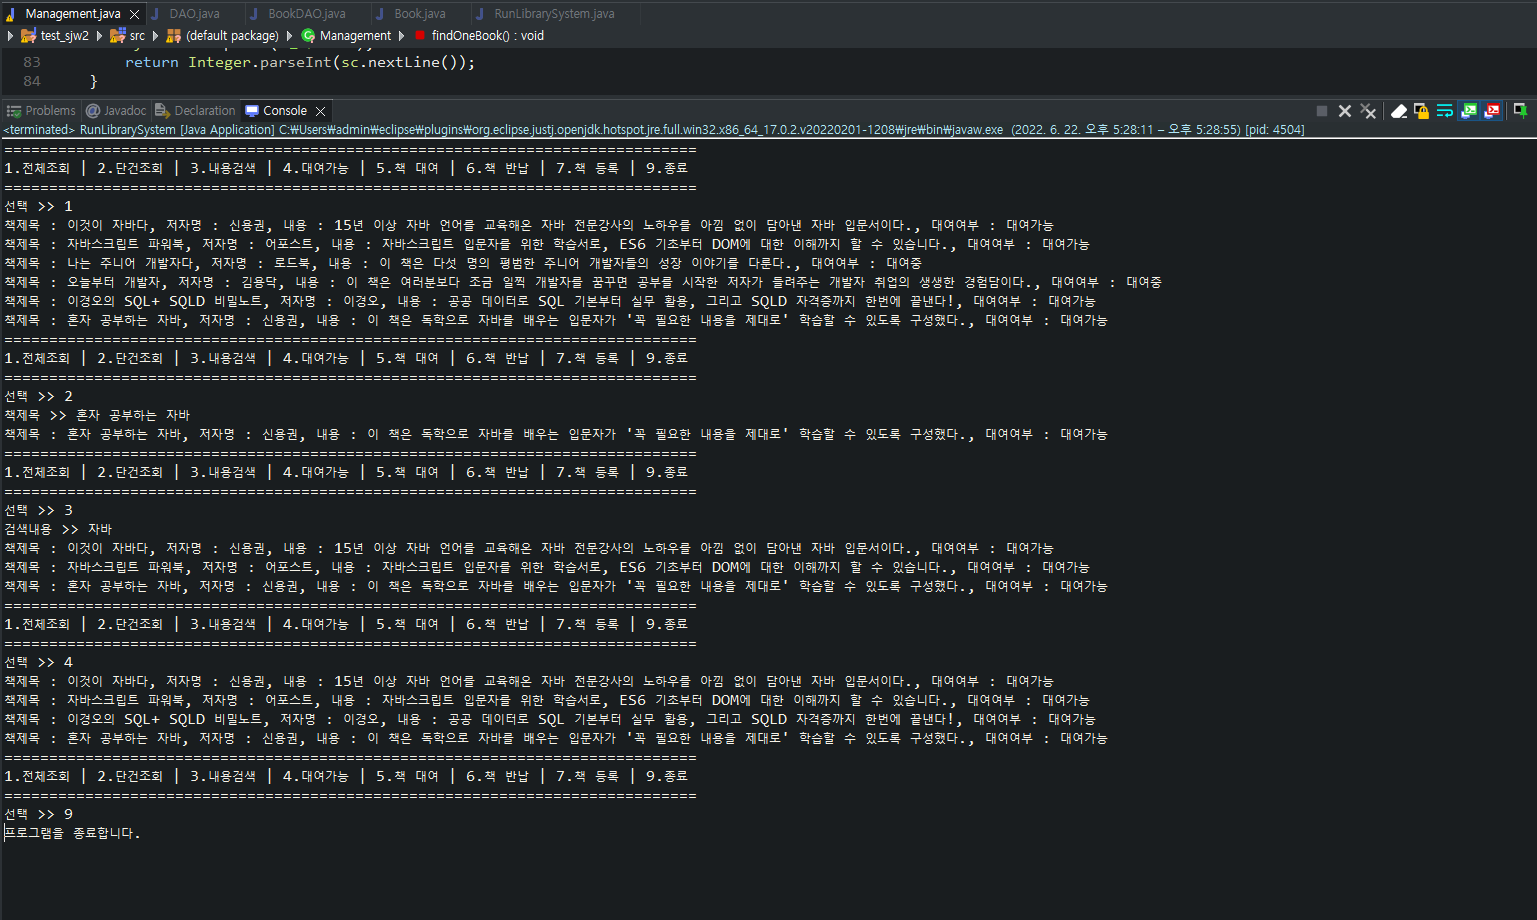 Management.java DAO.java BookDAO.java Book.java RunLibrarySystem.java
test_sjw2 src (default package) Management findOneBook() : void
83 return Integer.parseInt(sc.nextLine());
84 }
Problems Javadoc Declaration Console
<terminated> RunLibrarySystem [Java Application] C:₩Users₩admin₩eclipse₩plugins₩org.eclipse.justj.openjdk.hotspot.jre.full.win32.x86_64_17.0.2.v20220201-1208₩jre₩bin₩javaw.exe (2022. 6. 22. 오후 5:28:11 – 오후 5:28:55) [pid: 4504]
=============================================================================
1.전체조회 | 2.단건조회 | 3.내용검색 | 4.대여가능 | 5.책 대여 | 6.책 반납 | 7.책 등록 | 9.종료
=============================================================================
선택 >> 1
책제목 : 이것이 자바다, 저자명 : 신용권, 내용 : 15년 이상 자바 언어를 교육해온 자바 전문강사의 노하우를 아낌 없이 담아낸 자바 입문서이다., 대여여부 : 대여가능
책제목 : 자바스크립트 파워북, 저자명 : 어포스트, 내용 : 자바스크립트 입문자를 위한 학습서로, ES6 기초부터 DOM에 대한 이해까지 할 수 있습니다., 대여여부 : 대여가능
책제목 : 나는 주니어 개발자다, 저자명 : 로드북, 내용 : 이 책은 다섯 명의 평범한 주니어 개발자들의 성장 이야기를 다룬다., 대여여부 : 대여중
책제목 : 오늘부터 개발자, 저자명 : 김용닥, 내용 : 이 책은 여러분보다 조금 일찍 개발자를 꿈꾸면 공부를 시작한 저자가 들려주는 개발자 취업의 생생한 경험담이다., 대여여부 : 대여중
책제목 : 이경오의 SQL+ SQLD 비밀노트, 저자명 : 이경오, 내용 : 공공 데이터로 SQL 기본부터 실무 활용, 그리고 SQLD 자격증까지 한번에 끝낸다!, 대여여부 : 대여가능
책제목 : 혼자 공부하는 자바, 저자명 : 신용권, 내용 : 이 책은 독학으로 자바를 배우는 입문자가 '꼭 필요한 내용을 제대로' 학습할 수 있도록 구성했다., 대여여부 : 대여가능
=============================================================================
1.전체조회 | 2.단건조회 | 3.내용검색 | 4.대여가능 | 5.책 대여 | 6.책 반납 | 7.책 등록 | 9.종료
=============================================================================
선택 >> 2
책제목 >> 혼자 공부하는 자바
책제목 : 혼자 공부하는 자바, 저자명 : 신용권, 내용 : 이 책은 독학으로 자바를 배우는 입문자가 '꼭 필요한 내용을 제대로' 학습할 수 있도록 구성했다., 대여여부 : 대여가능
=============================================================================
1.전체조회 | 2.단건조회 | 3.내용검색 | 4.대여가능 | 5.책 대여 | 6.책 반납 | 7.책 등록 | 9.종료
=============================================================================
선택 >> 3
검색내용 >> 자바
책제목 : 이것이 자바다, 저자명 : 신용권, 내용 : 15년 이상 자바 언어를 교육해온 자바 전문강사의 노하우를 아낌 없이 담아낸 자바 입문서이다., 대여여부 : 대여가능
책제목 : 자바스크립트 파워북, 저자명 : 어포스트, 내용 : 자바스크립트 입문자를 위한 학습서로, ES6 기초부터 DOM에 대한 이해까지 할 수 있습니다., 대여여부 : 대여가능
책제목 : 혼자 공부하는 자바, 저자명 : 신용권, 내용 : 이 책은 독학으로 자바를 배우는 입문자가 '꼭 필요한 내용을 제대로' 학습할 수 있도록 구성했다., 대여여부 : 대여가능
=============================================================================
1.전체조회 | 2.단건조회 | 3.내용검색 | 4.대여가능 | 5.책 대여 | 6.책 반납 | 7.책 등록 | 9.종료
=============================================================================
선택 >> 4
책제목 : 이것이 자바다, 저자명 : 신용권, 내용 : 15년 이상 자바 언어를 교육해온 자바 전문강사의 노하우를 아낌 없이 담아낸 자바 입문서이다., 대여여부 : 대여가능
책제목 : 자바스크립트 파워북, 저자명 : 어포스트, 내용 : 자바스크립트 입문자를 위한 학습서로, ES6 기초부터 DOM에 대한 이해까지 할 수 있습니다., 대여여부 : 대여가능
책제목 : 이경오의 SQL+ SQLD 비밀노트, 저자명 : 이경오, 내용 : 공공 데이터로 SQL 기본부터 실무 활용, 그리고 SQLD 자격증까지 한번에 끝낸다!, 대여여부 : 대여가능
책제목 : 혼자 공부하는 자바, 저자명 : 신용권, 내용 : 이 책은 독학으로 자바를 배우는 입문자가 '꼭 필요한 내용을 제대로' 학습할 수 있도록 구성했다., 대여여부 : 대여가능
=============================================================================
1.전체조회 | 2.단건조회 | 3.내용검색 | 4.대여가능 | 5.책 대여 | 6.책 반납 | 7.책 등록 | 9.종료
=============================================================================
선택 >> 9
프로그램을 종료합니다.